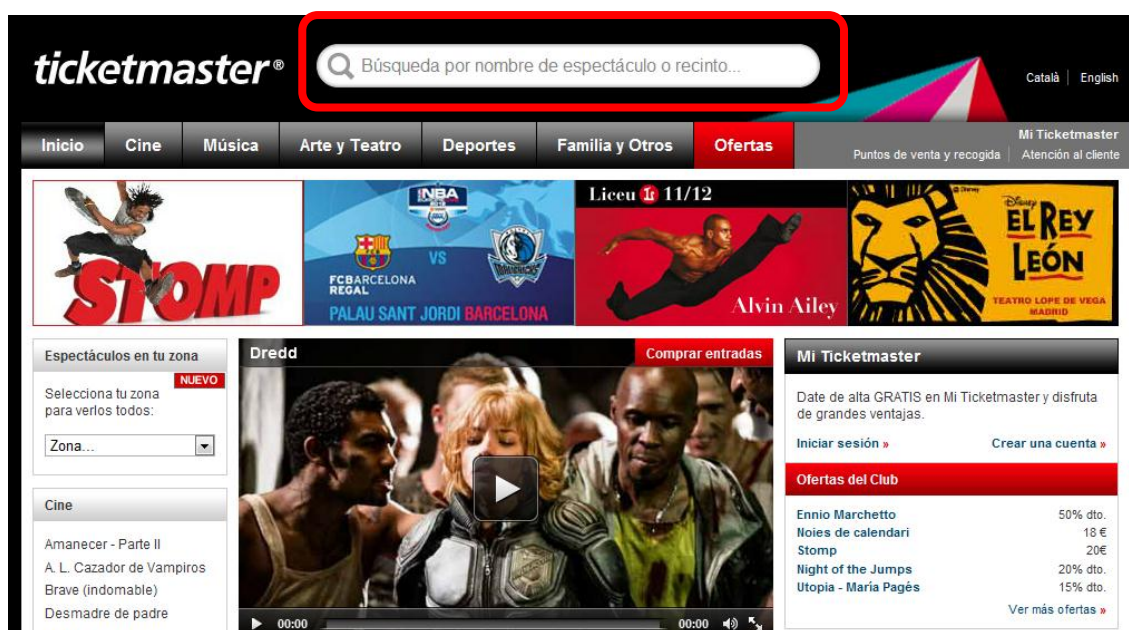 ticketmaster®
Búsqueda por nombre de espectáculo o recinto...
Català English
Inicio Cine Música Arte y Teatro Deportes Familia y Otros Ofertas
Mi Ticketmaster
Puntos de venta y recogida Atención al cliente
STOMP
NBA
VS
FCBARCELONA
REGAL
PALAU SANT JORDI BARCELONA
Liceu 11/12
Alvin Ailey
Disney
EL REY
LEÓN
TEATRO LOPE DE VEGA
MADRID
Espectáculos en tu zona
NUEVO
Selecciona tu zona
para verlos todos:
Zona...
Cine
Amanecer - Parte II
A. L. Cazador de Vampiros
Brave (indomable)
Desmadre de padre
Dredd
Comprar entradas
00:00 00:00
Mi Ticketmaster
Date de alta GRATIS en Mi Ticketmaster y disfruta
de grandes ventajas.
Iniciar sesión » Crear una cuenta »
Ofertas del Club
Ennio Marchetto 50% dto.
Noies de calendari 18 €
Stomp 20€
Night of the Jumps 20% dto.
Utopia - María Pagés 15% dto.
Ver más ofertas »